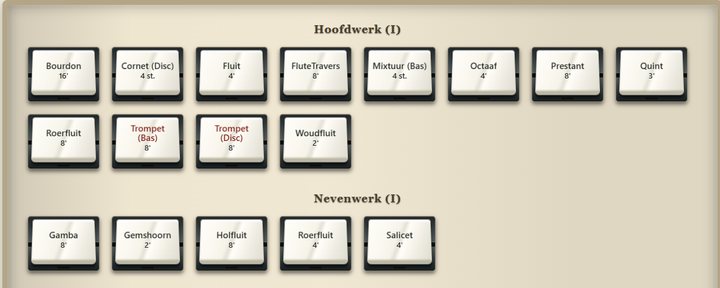 Hoofdwerk (I)
Bourdon
16'
Cornet (Disc)
4 st.
Fluit
4'
FluteTravers
8'
Mixtuur (Bas)
4 st.
Octaaf
4'
Prestant
8'
Quint
3'
Roerfluit
8'
Trompet
(Bas)
8'
Trompet
(Disc)
8'
Woudfluit
2'
Nevenwerk (I)
Gamba
8'
Gemshoorn
2'
Holfluit
8'
Roerfluit
4'
Salicet
4'